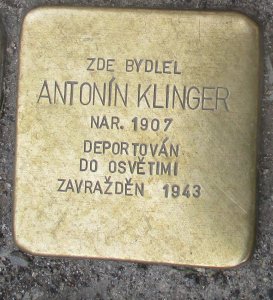 ZDE BYDLEL
ANTONÍN KLINGER
NAR. 1907
DEPORTOVÁN
DO OSVĚTIMI
ZAVRAŽDĚN 1943